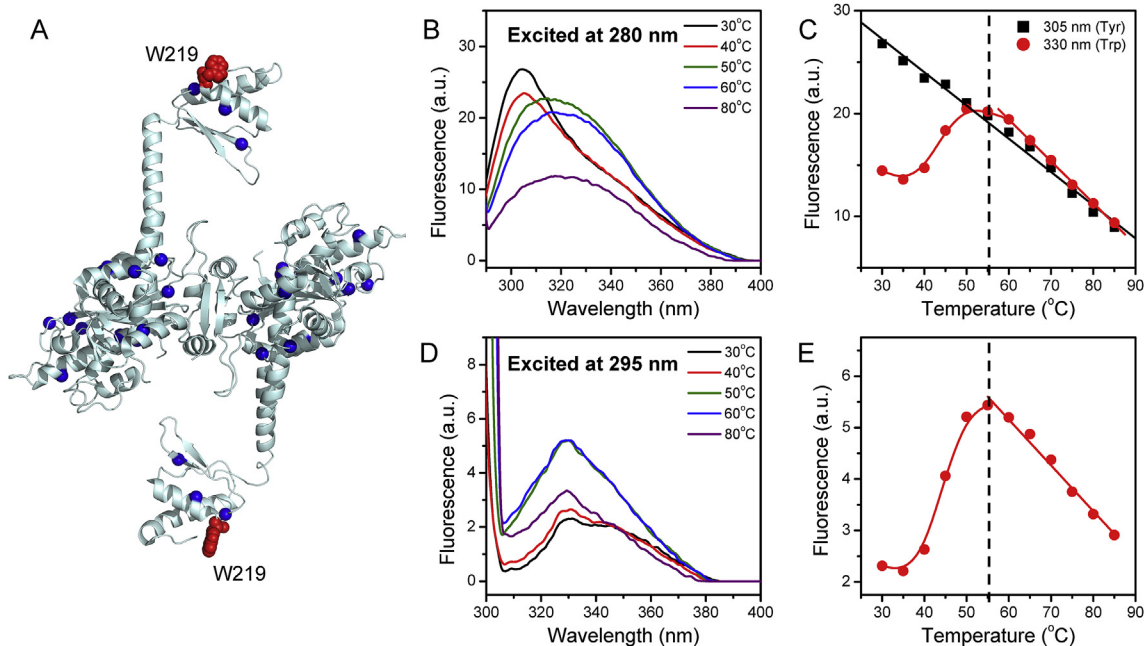 A
W219
W219
B
Excited at 280 nm
30°C
40°C
50°C
60°C
80°C
Fluorescence (a.u.)
30
20
10
0
300 320 340 360 380 400
Wavelength (nm)
C
305 nm (Tyr)
330 nm (Trp)
Fluorescence (a.u.)
30
20
10
30 40 50 60 70 80 90
Temperature (°C)
D
Excited at 295 nm
30°C
40°C
50°C
60°C
80°C
Fluorescence (a.u.)
8
6
4
2
0
300 320 340 360 380 400
Wavelength (nm)
E
Fluorescence (a.u.)
6
5
4
3
2
30 40 50 60 70 80 90
Temperature (°C)